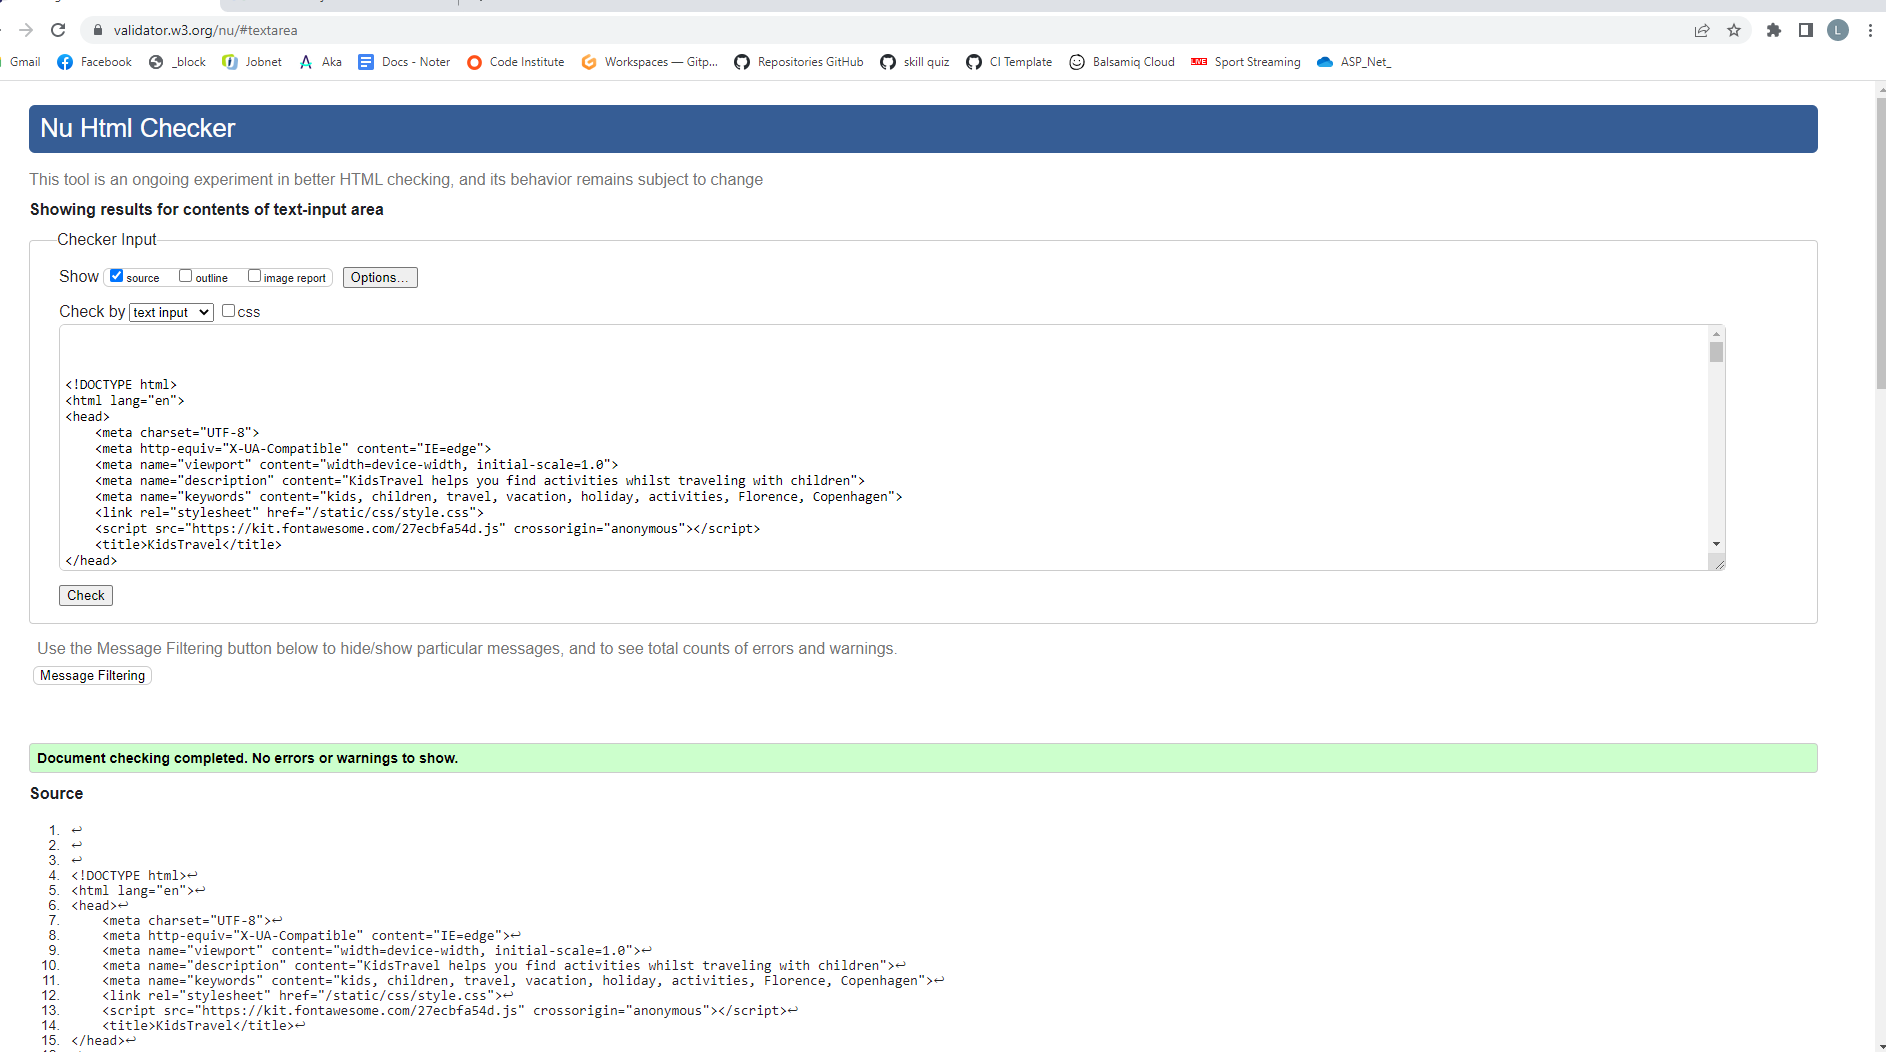 validator.w3.org/nu/#textarea
L
Gmail Facebook _block Jobnet Aka Docs - Noter Code Institute Workspaces — Gitp... Repositories GitHub skill quiz CI Template Balsamiq Cloud LIVE Sport Streaming ASP_Net_
Nu Html Checker
This tool is an ongoing experiment in better HTML checking, and its behavior remains subject to change
Showing results for contents of text-input area
Checker Input
Show source outline image report Options...
Check by text input css
<!DOCTYPE html>
<html lang="en">
<head>
<meta charset="UTF-8">
<meta http-equiv="X-UA-Compatible" content="IE=edge">
<meta name="viewport" content="width=device-width, initial-scale=1.0">
<meta name="description" content="KidsTravel helps you find activities whilst traveling with children">
<meta name="keywords" content="kids, children, travel, vacation, holiday, activities, Florence, Copenhagen">
<link rel="stylesheet" href="/static/css/style.css">
<script src="https://kit.fontawesome.com/27ecbfa54d.js" crossorigin="anonymous"></script>
<title>KidsTravel</title>
</head>
Check
Use the Message Filtering button below to hide/show particular messages, and to see total counts of errors and warnings.
Message Filtering
Document checking completed. No errors or warnings to show.
Source
1. ↩
2. ↩
3. ↩
4. <!DOCTYPE html>↩
5. <html lang="en">↩
6. <head>↩
7. <meta charset="UTF-8">↩
8. <meta http-equiv="X-UA-Compatible" content="IE=edge">↩
9. <meta name="viewport" content="width=device-width, initial-scale=1.0">↩
10. <meta name="description" content="KidsTravel helps you find activities whilst traveling with children">↩
11. <meta name="keywords" content="kids, children, travel, vacation, holiday, activities, Florence, Copenhagen">↩
12. <link rel="stylesheet" href="/static/css/style.css">↩
13. <script src="https://kit.fontawesome.com/27ecbfa54d.js" crossorigin="anonymous"></script>↩
14. <title>KidsTravel</title>↩
15. </head>↩